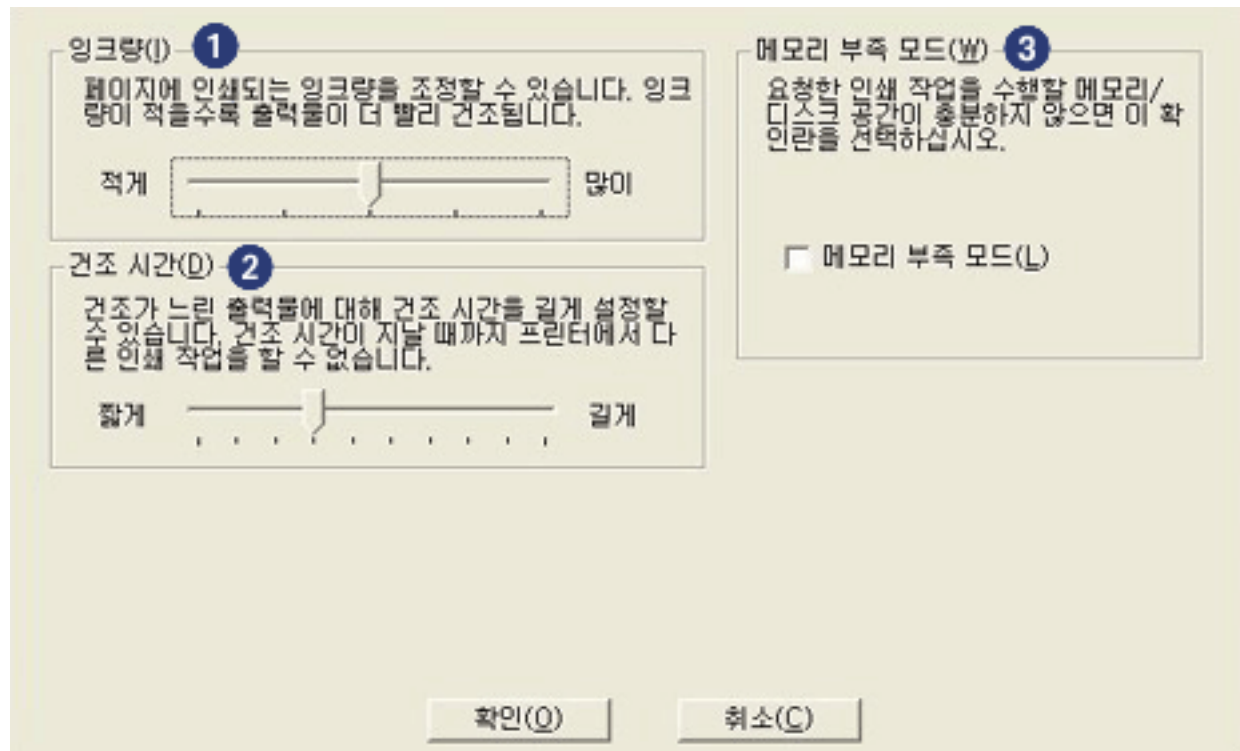 잉크량(I) 1
페이지에 인쇄되는 잉크량을 조정할 수 있습니다. 잉크
량이 적을수록 출력물이 더 빨리 건조됩니다.
적게 많이
건조 시간(D) 2
건조가 느린 출력물에 대해 건조 시간을 길게 설정할
수 있습니다. 건조 시간이 지날 때까지 프린터에서 다
른 인쇄 작업을 할 수 없습니다.
짧게 길게
메모리 부족 모드(W) 3
요청한 인쇄 작업을 수행할 메모리/
디스크 공간이 충분하지 않으면 이 확
인란을 선택하십시오.
메모리 부족 모드(L)
확인(O) 취소(C)